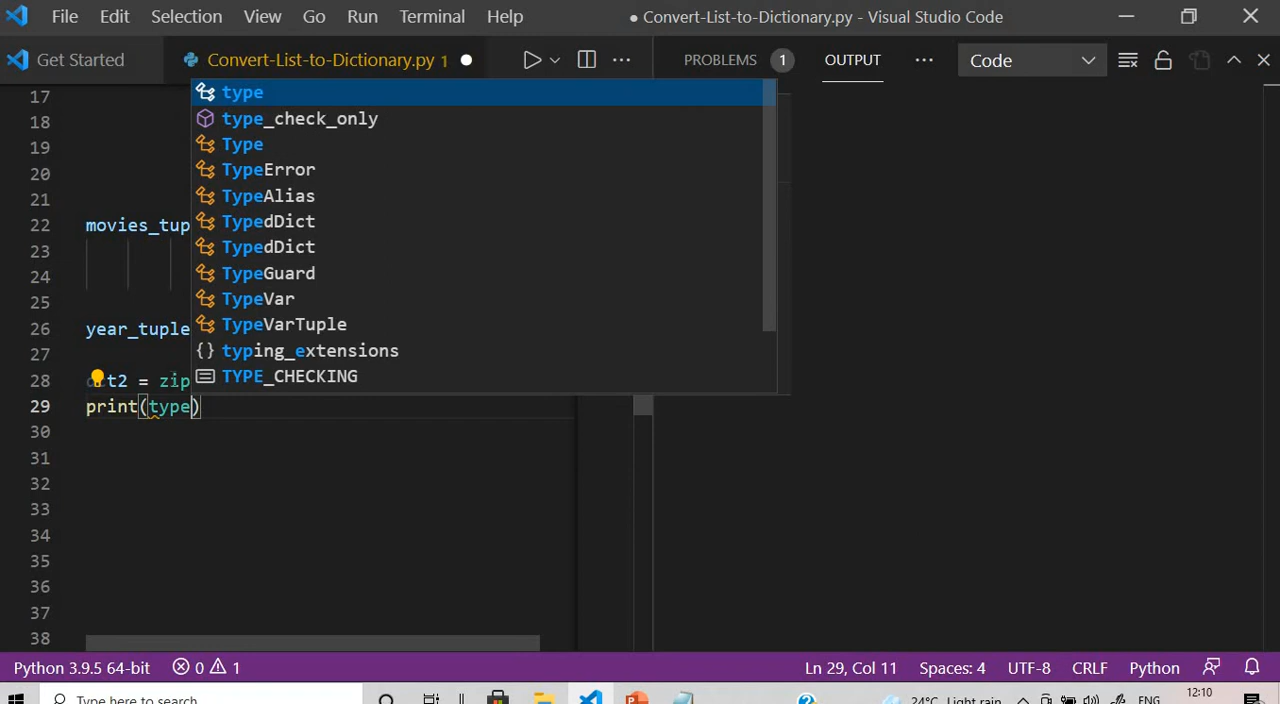 File Edit Selection View Go Run Terminal Help ● Convert-List-to-Dictionary.py - Visual Studio Code
Get Started Convert-List-to-Dictionary.py 1 PROBLEMS 1 OUTPUT ... Code
17
18
19
20
21
22 movies_tup
23
24
25
26 year_tuple
27
28 t2 = zip
29 print(type)
30
31
32
33
34
35
36
37
38
type
type_check_only
Type
TypeError
TypeAlias
TypedDict
TypedDict
TypeGuard
TypeVar
TypeVarTuple
typing_extensions
TYPE_CHECKING
Python 3.9.5 64-bit 0 1 Ln 29, Col 11 Spaces: 4 UTF-8 CRLF Python
Type here to search 24°C Light rain ENG 12:10